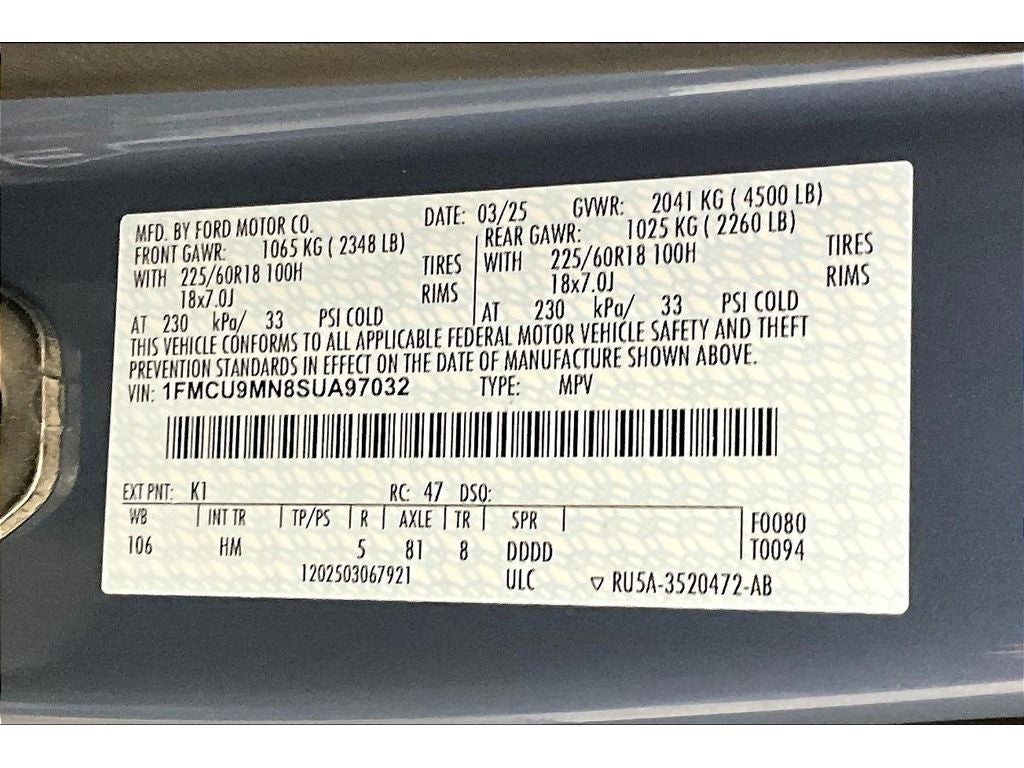 MFD. BY FORD MOTOR CO. DATE: 03/25 GVWR: 2041 KG ( 4500 LB)
FRONT GAWR: 1065 KG ( 2348 LB) REAR GAWR: 1025 KG ( 2260 LB)
WITH 225/60R18 100H TIRES WITH 225/60R18 100H TIRES
18x7.0J RIMS 18x7.0J RIMS
AT 230 kPa/ 33 PSI COLD AT 230 kPa/ 33 PSI COLD
THIS VEHICLE CONFORMS TO ALL APPLICABLE FEDERAL MOTOR VEHICLE SAFETY AND THEFT
PREVENTION STANDARDS IN EFFECT ON THE DATE OF MANUFACTURE SHOWN ABOVE.
VIN: 1FMCU9MN8SUA97032 TYPE: MPV
EXT PNT: K1 RC: 47 DSO:
WB INT TR TP/PS R AXLE TR SPR F0080
106 HM 5 81 8 DDDD T0094
1202503067921 ULC ▽ RU5A-3520472-AB